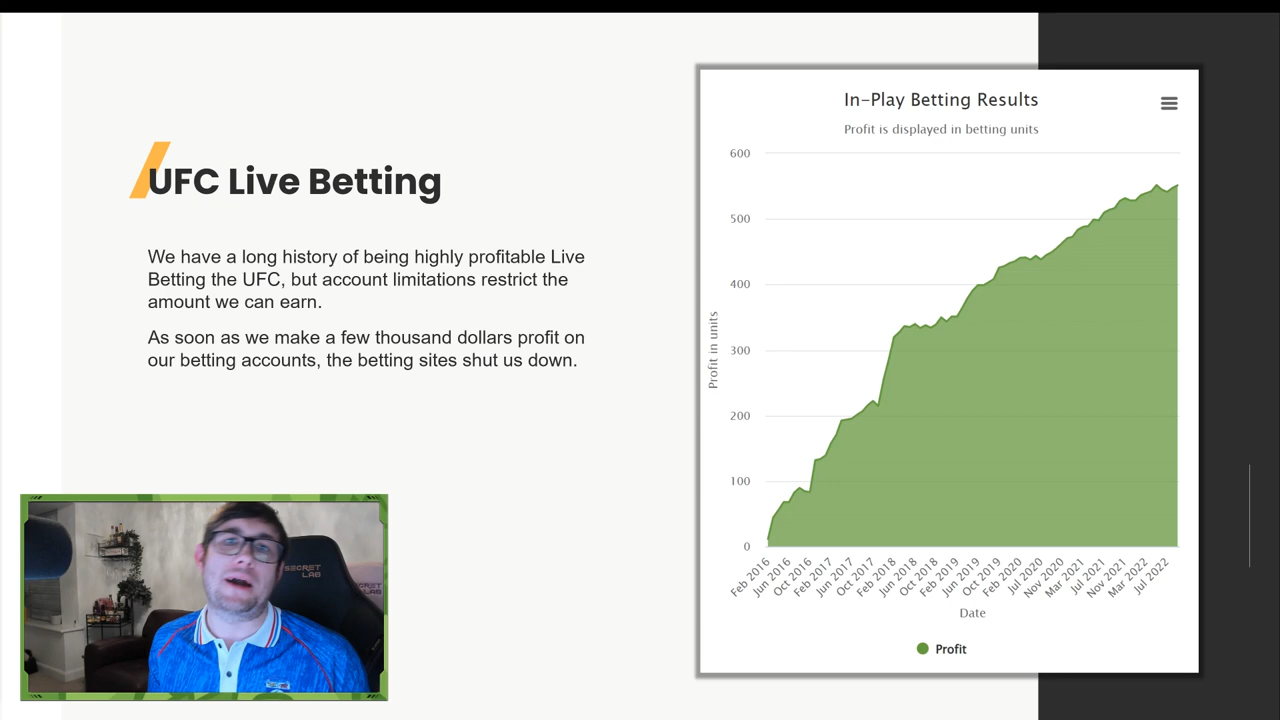 UFC Live Betting
We have a long history of being highly profitable Live
Betting the UFC, but account limitations restrict the
amount we can earn.
As soon as we make a few thousand dollars profit on
our betting accounts, the betting sites shut us down.
In-Play Betting Results
Profit is displayed in betting units
600
500
400
300
200
100
0
Profit in units
Feb 2016
Jun 2016
Oct 2016
Feb 2017
Jun 2017
Oct 2017
Feb 2018
Jun 2018
Oct 2018
Feb 2019
Jun 2019
Oct 2019
Feb 2020
Jul 2020
Nov 2020
Mar 2021
Jul 2021
Nov 2021
Mar 2022
Jul 2022
Date
Profit
SECRET
LAB
SECRET
LAB